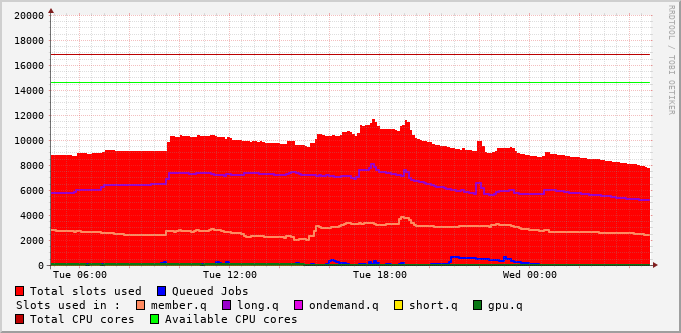 20000
18000
16000
14000
12000
10000
8000
6000
4000
2000
0
Tue 06:00 Tue 12:00 Tue 18:00 Wed 00:00
RRDTOOL / TOBI OETIKER
Total slots used Queued Jobs
Slots used in : member.q long.q ondemand.q short.q gpu.q
Total CPU cores Available CPU cores